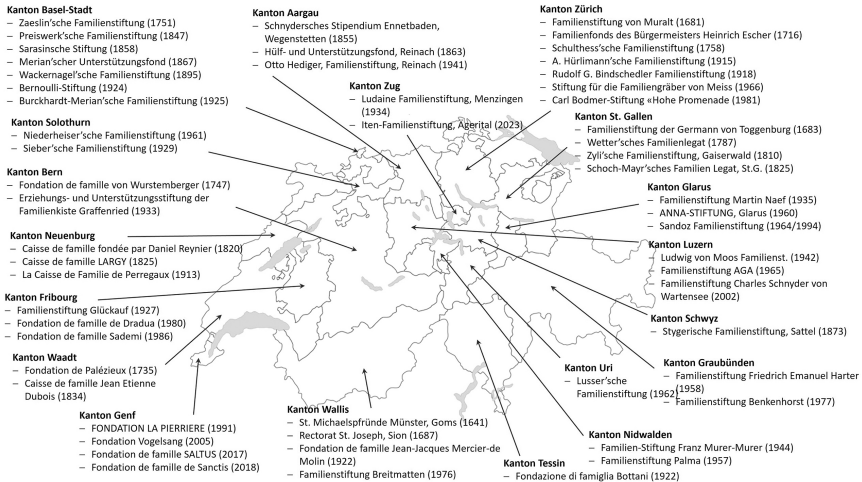 Kanton Basel-Stadt
– Zaeslin'sche Familienstiftung (1751)
– Preiswerk'sche Familienstiftung (1847)
– Sarasinsche Stiftung (1858)
– Merian'scher Unterstützungsfond (1867)
– Wackernagel'sche Familienstiftung (1895)
– Bernoulli-Stiftung (1924)
– Burckhardt-Merian'sche Familienstiftung (1925)
Kanton Solothurn
– Niederheiser'sche Familienstiftung (1961)
– Sieber'sche Familienstiftung (1929)
Kanton Bern
– Fondation de famille von Wurstemberger (1747)
– Erziehungs- und Unterstützungsstiftung der
Familienkiste Graffenried (1933)
Kanton Neuenburg
– Caisse de famille fondée par Daniel Reynier (1820)
– Caisse de famille LARGY (1825)
– La Caisse de Familie de Perregaux (1913)
Kanton Fribourg
– Familienstiftung Glückauf (1927)
– Fondation de famille de Dradua (1980)
– Fondation de famille Sademi (1986)
Kanton Waadt
– Fondation de Palézieux (1735)
– Caisse de famille Jean Etienne
Dubois (1834)
Kanton Genf
– FONDATION LA PIERRIERE (1991)
– Fondation Vogelsang (2005)
– Fondation de famille SALTUS (2017)
– Fondation de famille de Sanctis (2018)
Kanton Aargau
– Schnydersches Stipendium Ennetbaden,
Wegenstetten (1855)
– Hülf- und Unterstützungsfond, Reinach (1863)
– Otto Hediger, Familienstiftung, Reinach (1941)
Kanton Zug
– Ludaine Familienstiftung, Menzingen
(1934)
– Iten-Familienstiftung, Ägerital (2023)
Kanton Wallis
– St. Michaelspfründe Münster, Goms (1641)
– Rectorat St. Joseph, Sion (1687)
– Fondation de famille Jean-Jacques Mercier-de
Molin (1922)
– Familienstiftung Breitmatten (1976)
Kanton Zürich
– Familienstiftung von Muralt (1681)
– Familienfonds des Bürgermeisters Heinrich Escher (1716)
– Schulthess'sche Familienstiftung (1758)
– A. Hürlimann'sche Familienstiftung (1915)
– Rudolf G. Bindschedler Familienstiftung (1918)
– Stiftung für die Familiengräber von Meiss (1966)
– Carl Bodmer-Stiftung «Hohe Promenade (1981)
Kanton St. Gallen
– Familienstiftung der Germann von Toggenburg (1683)
– Wetter'sches Familienlegat (1787)
– Zyli'sche Familienstiftung, Gaiserwald (1810)
– Schoch-Mayr'sches Familien Legat, St.G. (1825)
Kanton Glarus
– Familienstiftung Martin Naef (1935)
– ANNA-STIFTUNG, Glarus (1960)
– Sandoz Familienstiftung (1964/1994)
Kanton Luzern
Ludwig von Moos Familienst. (1942)
– Familienstiftung AGA (1965)
– Familienstiftung Charles Schnyder von
Wartensee (2002)
Kanton Schwyz
– Stygerische Familienstiftung, Sattel (1873)
Kanton Graubünden
– Familienstiftung Friedrich Emanuel Harter
(1958)
– Familienstiftung Benkenhorst (1977)
Kanton Uri
– Lusser'sche
Familienstiftung (1962)
Kanton Nidwalden
– Familien-Stiftung Franz Murer-Murer (1944)
– Familienstiftung Palma (1957)
Kanton Tessin
– Fondazione di famiglia Bottani (1922)